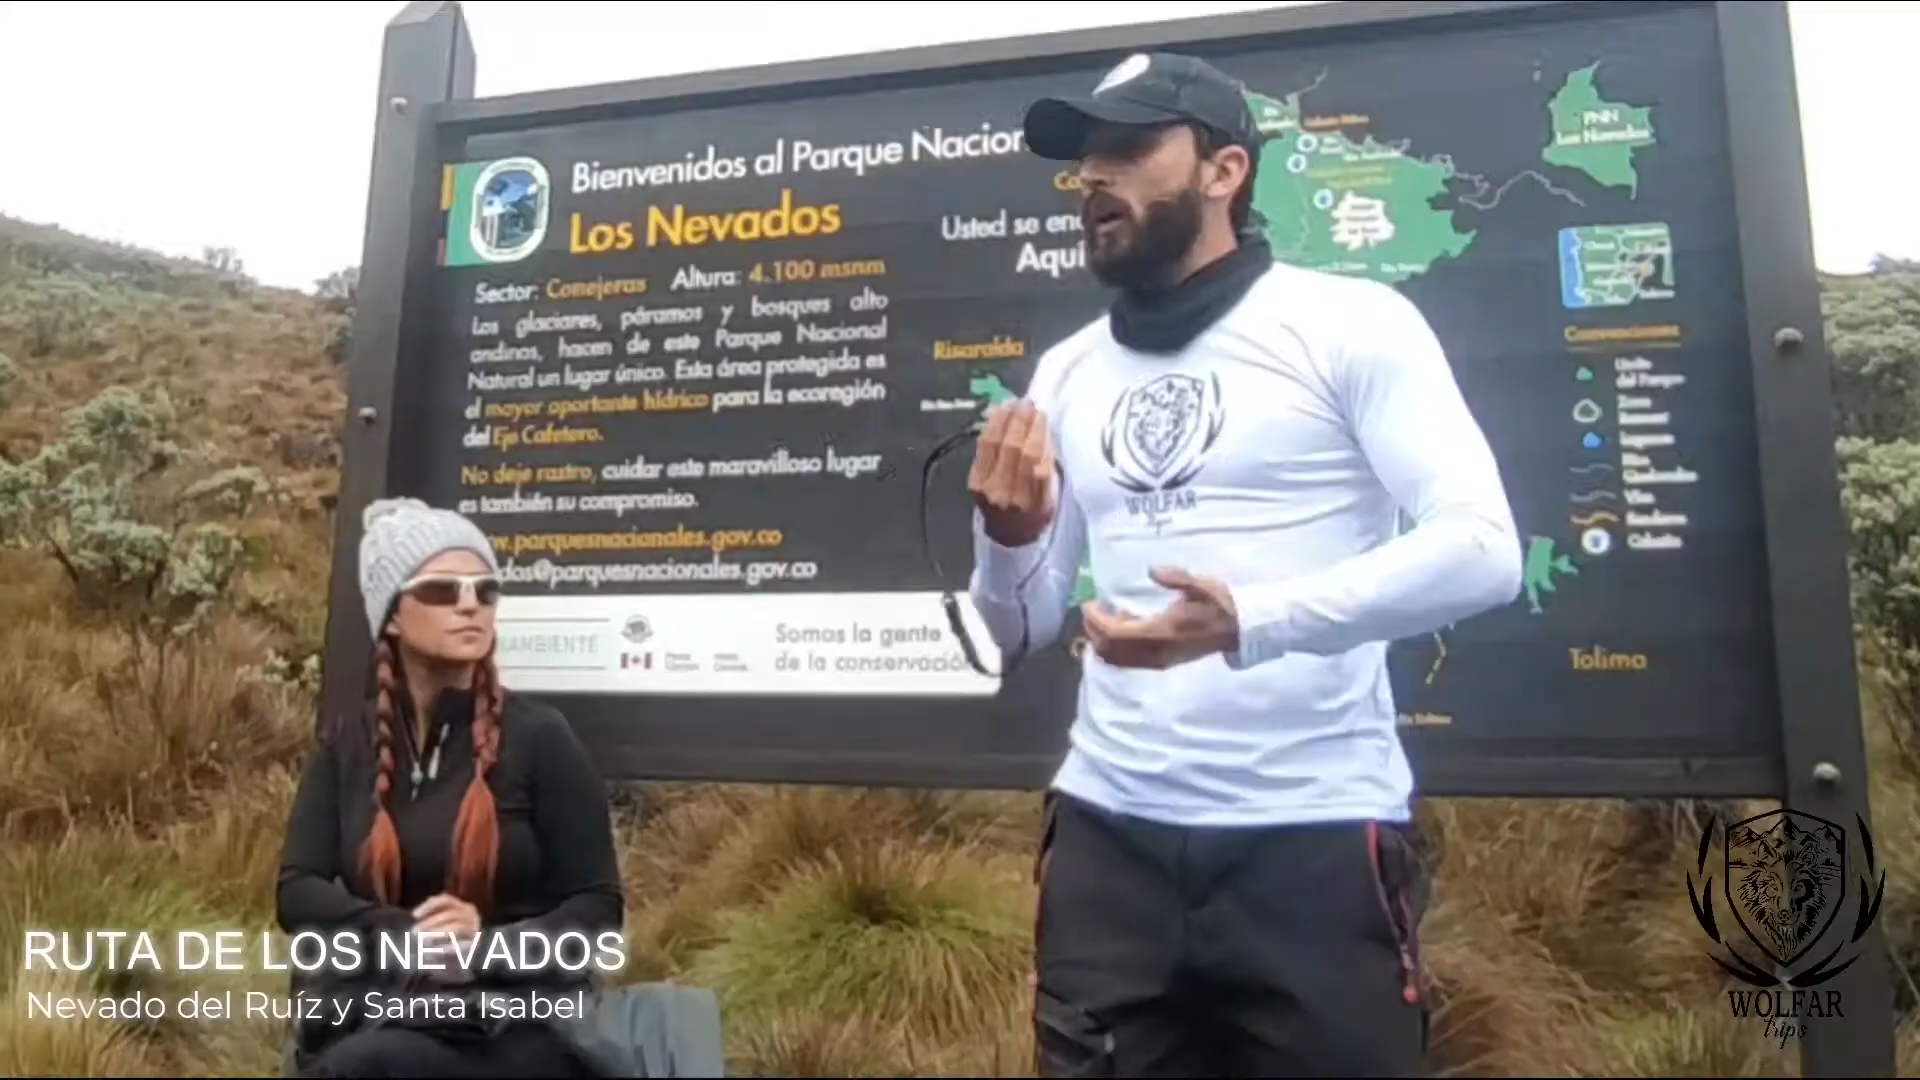 Bienvenidos al Parque Nacion
Los Nevados
Sector: Conejeras Altura: 4.100 msnm
Los glaciares, páramos y bosques alto
andinos, hacen de este Parque Nacional
Natural un lugar único. Esta área protegida es
el mayor aportante hídrico para la ecoregión
del Eje Cafetero.
No deje rastro, cuidar este maravilloso lugar
es también su compromiso.
w.parquesnacionales.gov.co
dos@parquesnacionales.gov.co
AMBIENTE
Somos la gente
de la conservación
Usted se enc
Aquí
Risaralda
PNN
Los Nevados
Convenciones
Tolima
WOLFAR
trips
RUTA DE LOS NEVADOS
Nevado del Ruíz y Santa Isabel
WOLFAR
trips